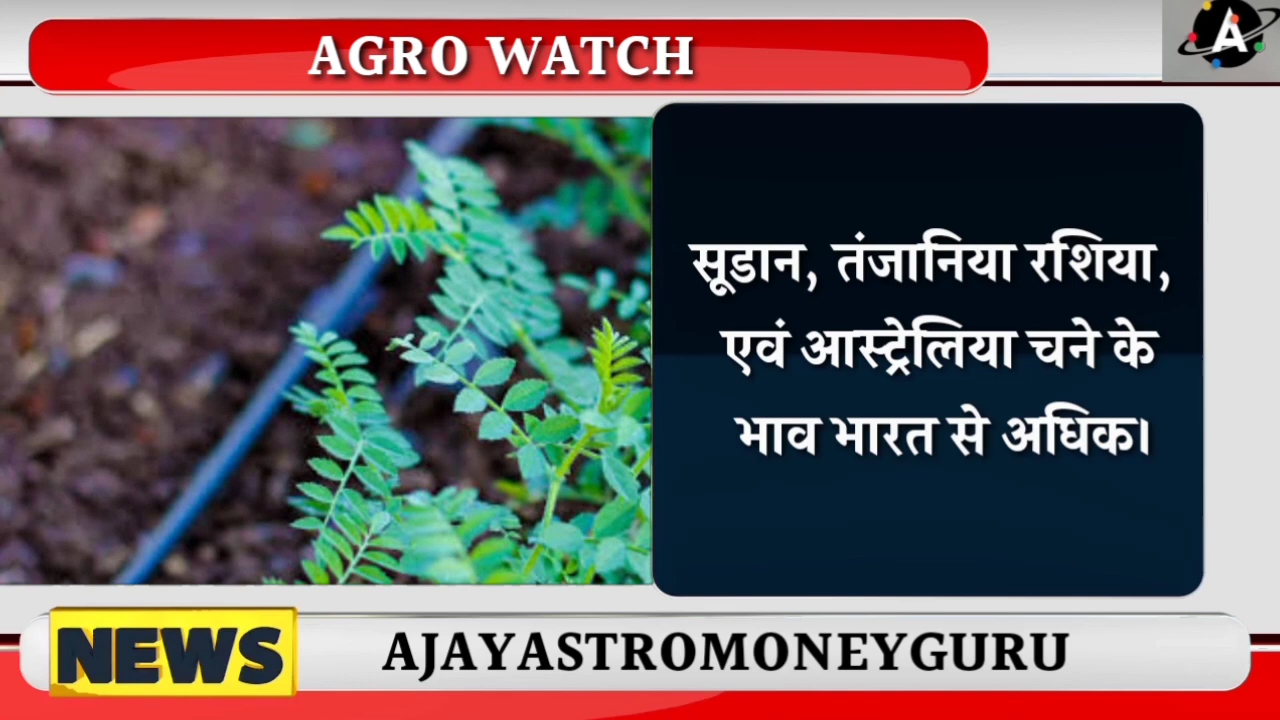 AGRO WATCH
A
सूडान, तंजानिया रशिया,
एवं आस्ट्रेलिया चने के
भाव भारत से अधिक।
NEWS
AJAYASTROMONEYGURU